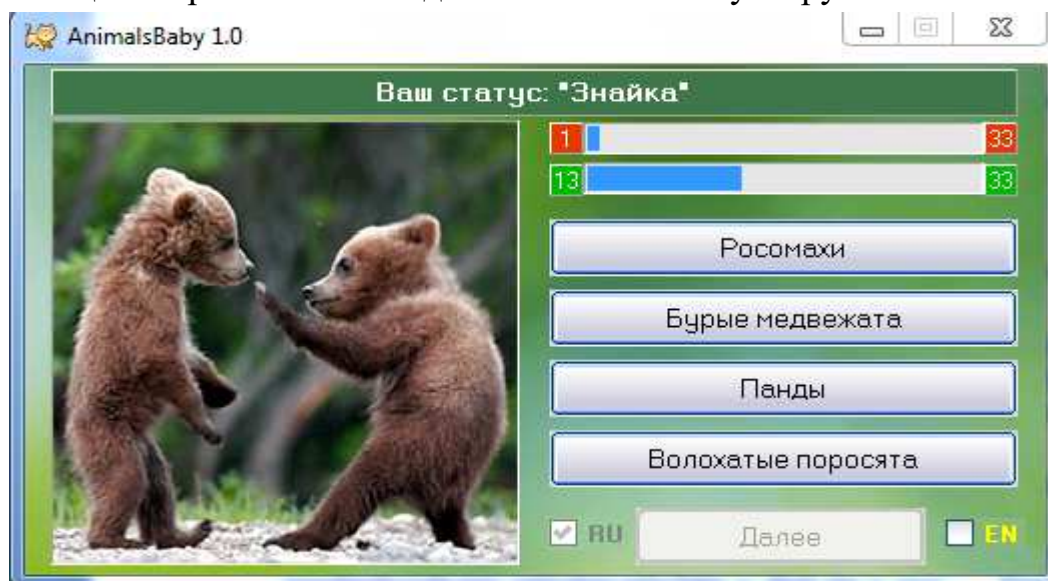 AnimalsBaby 1.0
Ваш статус: "Знайка"
1 33
13 33
Росомахи
Бурые медвежата
Панды
Волохатые поросята
RU Далее EN